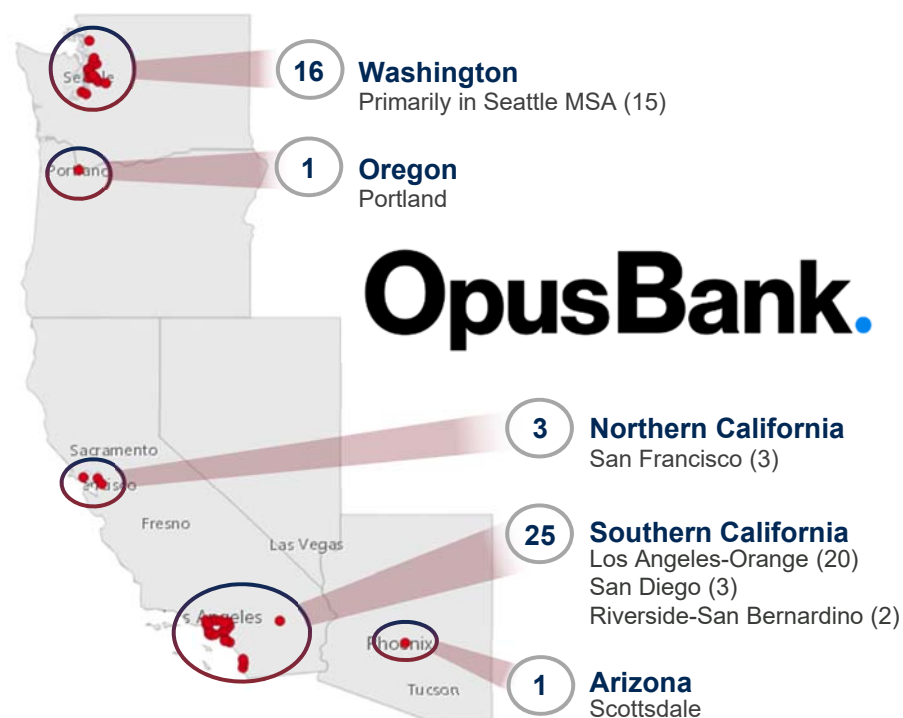 16
Washington
Primarily in Seattle MSA (15)
1
Oregon
Portland
Portland
OpusBank.
3
Northern California
San Francisco (3)
Sacramento
Fresno
Las Vegas
25
Southern California
Los Angeles-Orange (20)
San Diego (3)
Riverside-San Bernardino (2)
s Angeles
Phoenix
Tucson
1
Arizona
Scottsdale